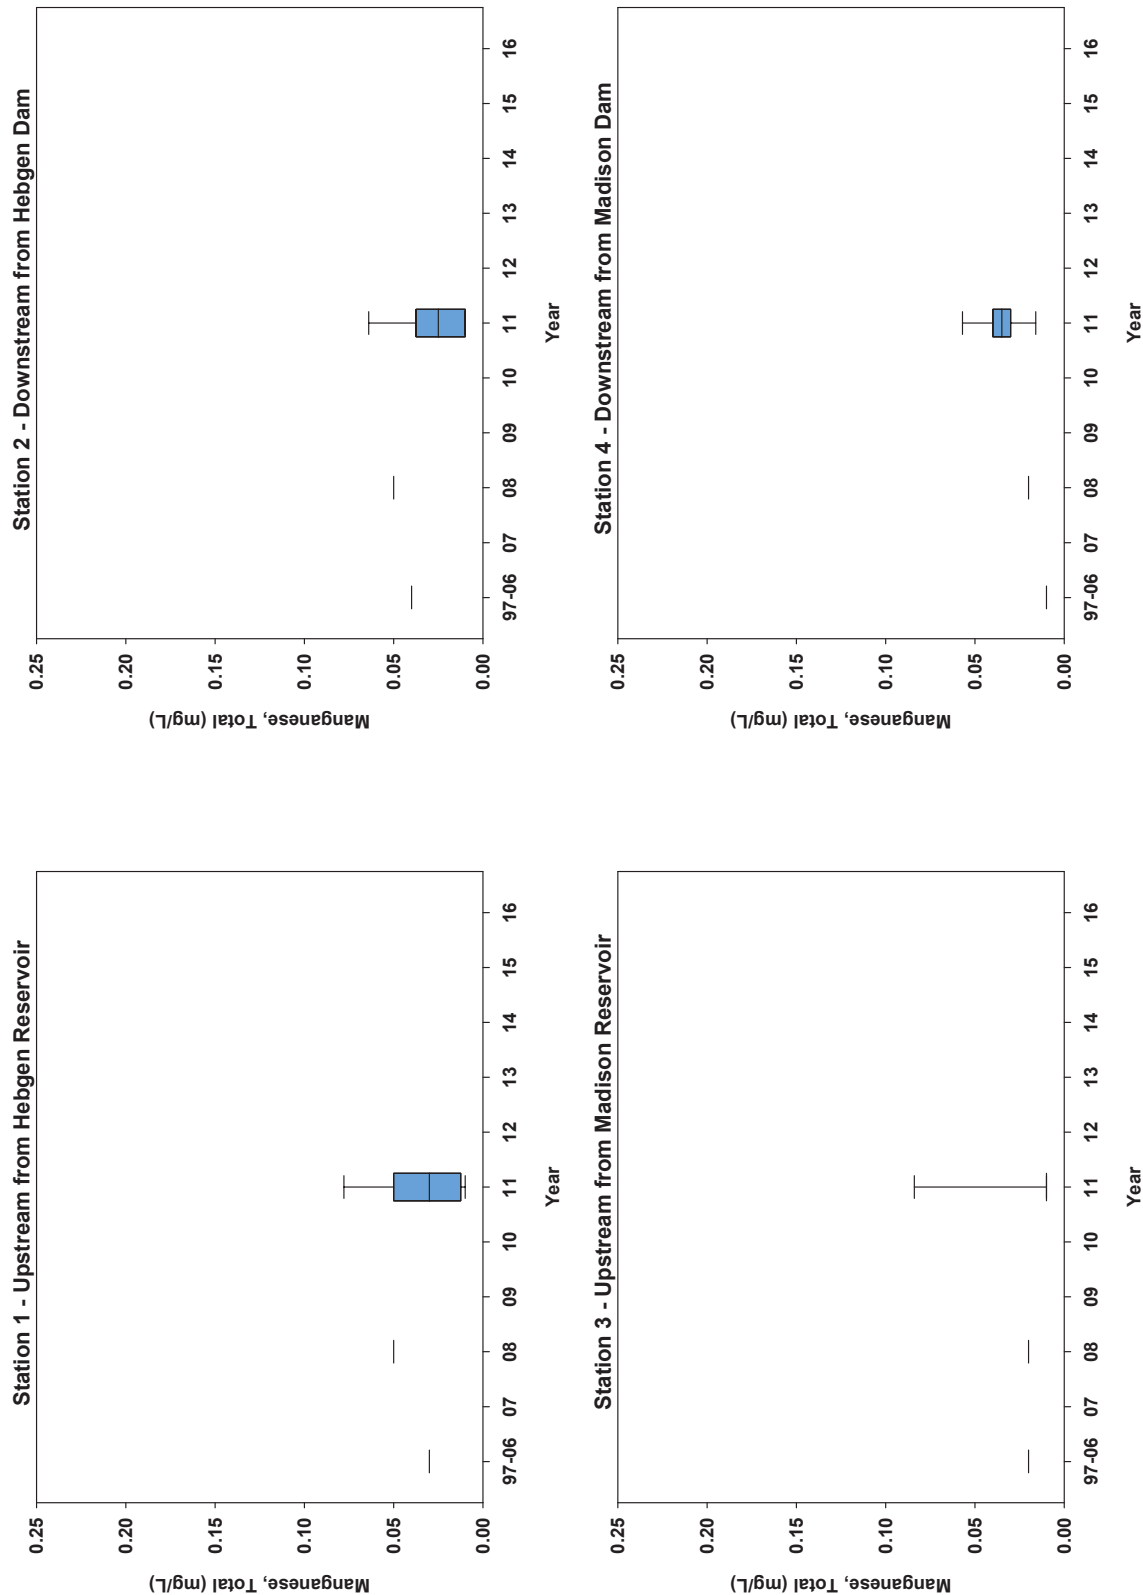 Station 1 - Upstream from Hebgen Reservoir
Manganese, Total (mg/L)
0.25
0.20
0.15
0.10
0.05
0.00
97-06 07 08 09 10 11 12 13 14 15 16
Year
Station 2 - Downstream from Hebgen Dam
Manganese, Total (mg/L)
0.25
0.20
0.15
0.10
0.05
0.00
97-06 07 08 09 10 11 12 13 14 15 16
Year
Station 3 - Upstream from Madison Reservoir
Manganese, Total (mg/L)
0.25
0.20
0.15
0.10
0.05
0.00
97-06 07 08 09 10 11 12 13 14 15 16
Year
Station 4 - Downstream from Madison Dam
Manganese, Total (mg/L)
0.25
0.20
0.15
0.10
0.05
0.00
97-06 07 08 09 10 11 12 13 14 15 16
Year